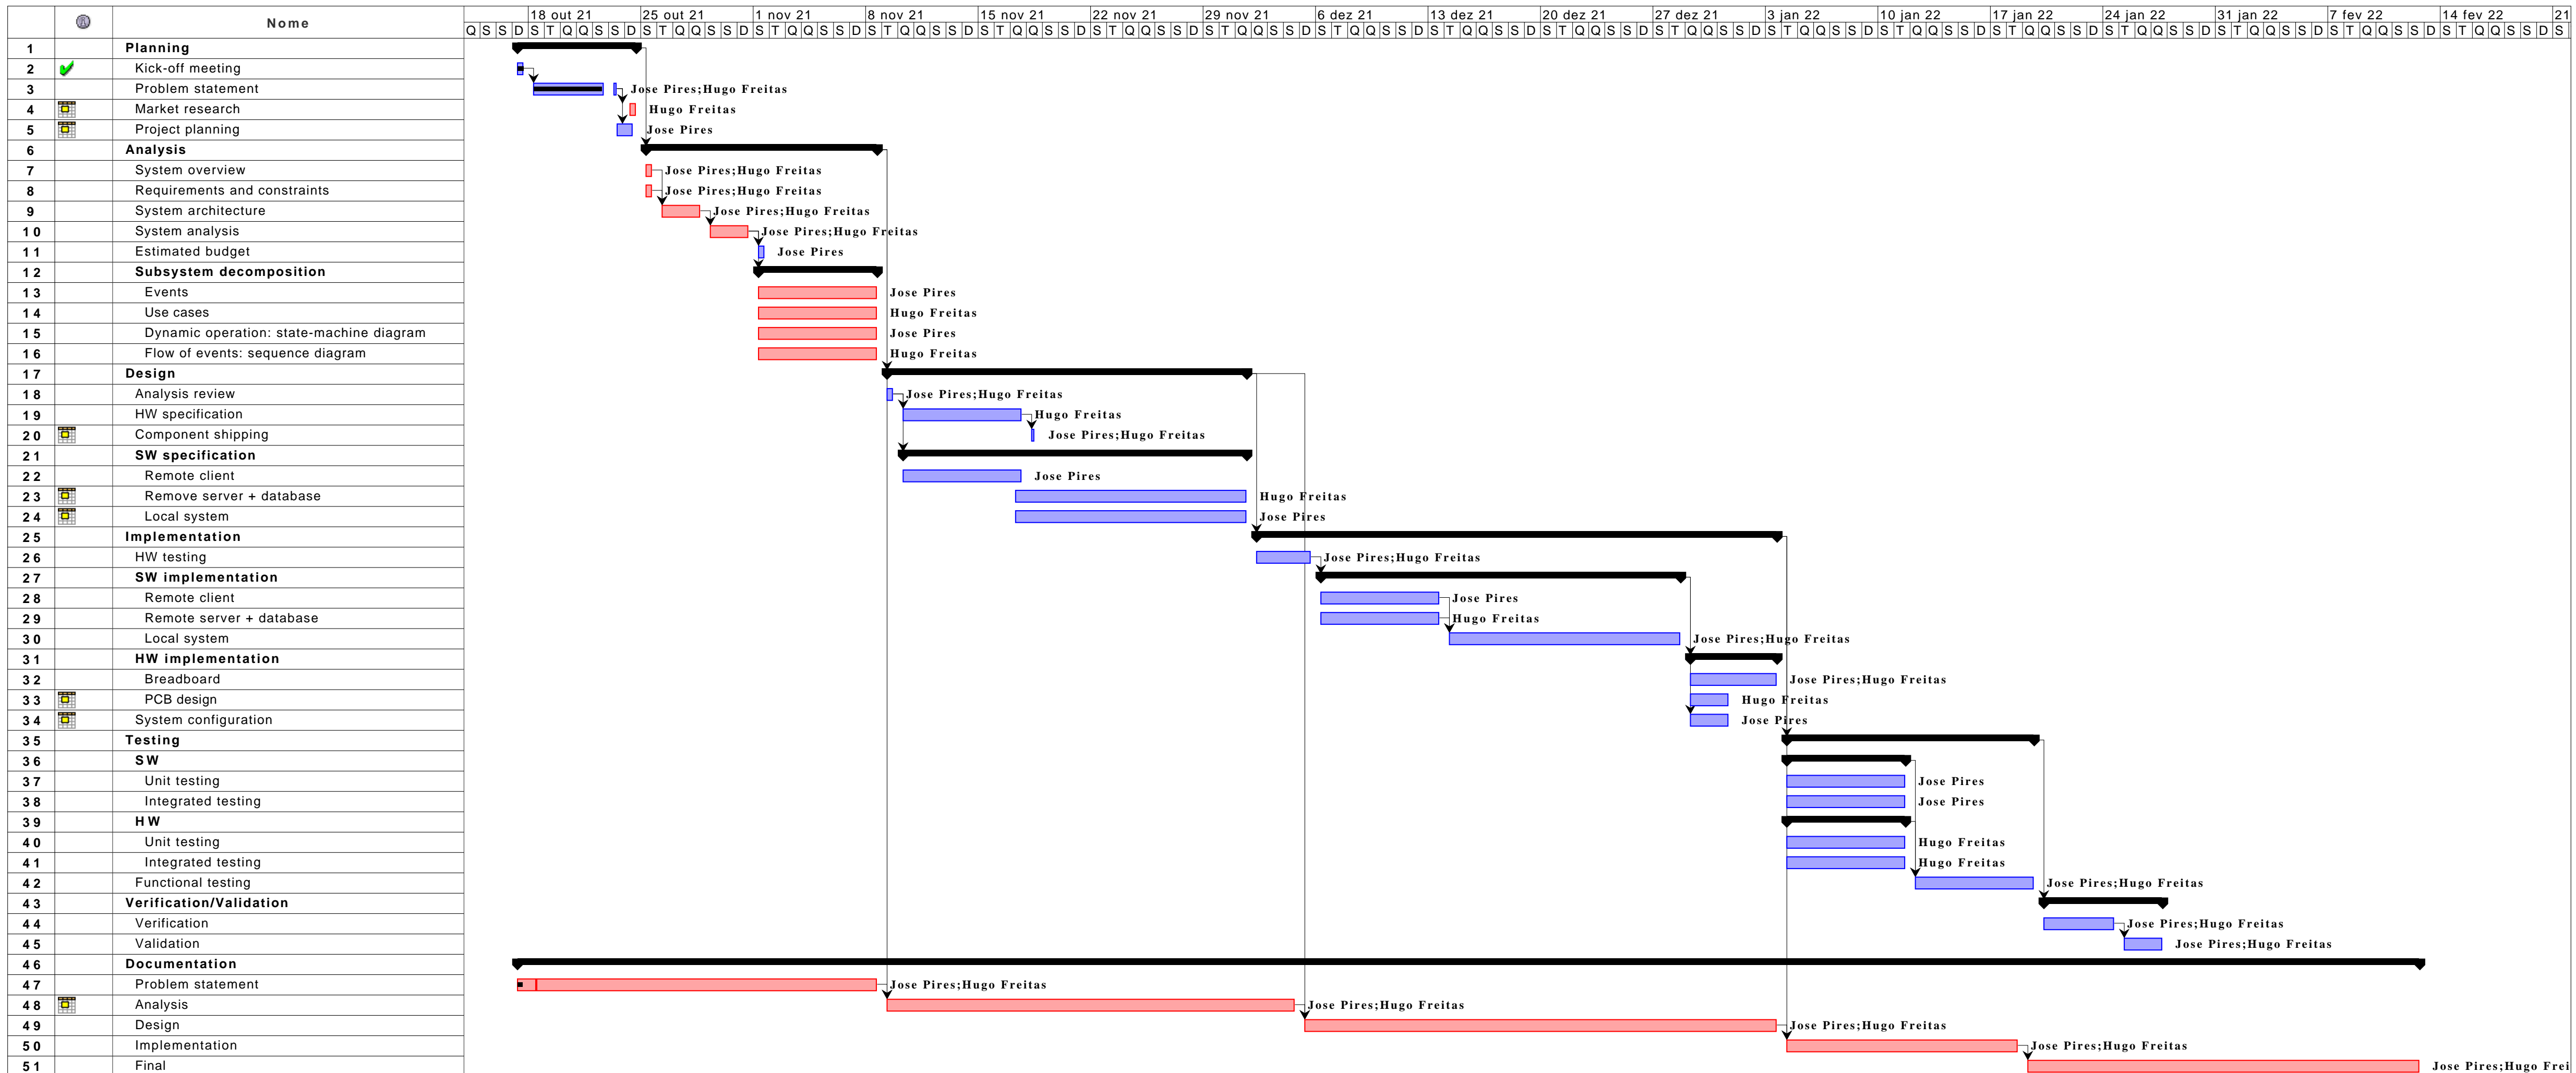 Nome
18 out 21 25 out 21 1 nov 21 8 nov 21 15 nov 21 22 nov 21 29 nov 21 6 dez 21 13 dez 21 20 dez 21 27 dez 21 3 jan 22 10 jan 22 17 jan 22 24 jan 22 31 jan 22 7 fev 22 14 fev 22 21
Q S S D S T Q Q S S D S T Q Q S S D S T Q Q S S D S T Q Q S S D S T Q Q S S D S T Q Q S S D S T Q Q S S D S T Q Q S S D S T Q Q S S D S T Q Q S S D S T Q Q S S D S T Q Q S S D S T Q Q S S D S T Q Q S S D S T Q Q S S D S T Q Q S S D S T Q Q S S D S T Q Q S S D S
1 Planning
2 Kick-off meeting
3 Problem statement Jose Pires;Hugo Freitas
4 Market research Hugo Freitas
5 Project planning Jose Pires
6 Analysis
7 System overview Jose Pires;Hugo Freitas
8 Requirements and constraints Jose Pires;Hugo Freitas
9 System architecture Jose Pires;Hugo Freitas
10 System analysis Jose Pires;Hugo Freitas
11 Estimated budget Jose Pires
12 Subsystem decomposition
13 Events Jose Pires
14 Use cases Hugo Freitas
15 Dynamic operation: state-machine diagram Jose Pires
16 Flow of events: sequence diagram Hugo Freitas
17 Design
18 Analysis review Jose Pires;Hugo Freitas
19 HW specification Hugo Freitas
20 Component shipping Jose Pires;Hugo Freitas
21 SW specification
22 Remote client Jose Pires
23 Remove server + database Hugo Freitas
24 Local system Jose Pires
25 Implementation
26 HW testing Jose Pires;Hugo Freitas
27 SW implementation
28 Remote client Jose Pires
29 Remote server + database Hugo Freitas
30 Local system Jose Pires;Hugo Freitas
31 HW implementation
32 Breadboard Jose Pires;Hugo Freitas
33 PCB design Hugo Freitas
34 System configuration Jose Pires
35 Testing
36 SW
37 Unit testing Jose Pires
38 Integrated testing Jose Pires
39 HW
40 Unit testing Hugo Freitas
41 Integrated testing Hugo Freitas
42 Functional testing Jose Pires;Hugo Freitas
43 Verification/Validation
44 Verification Jose Pires;Hugo Freitas
45 Validation Jose Pires;Hugo Freitas
46 Documentation
47 Problem statement Jose Pires;Hugo Freitas
48 Analysis Jose Pires;Hugo Freitas
49 Design Jose Pires;Hugo Freitas
50 Implementation Jose Pires;Hugo Freitas
51 Final Jose Pires;Hugo Frei